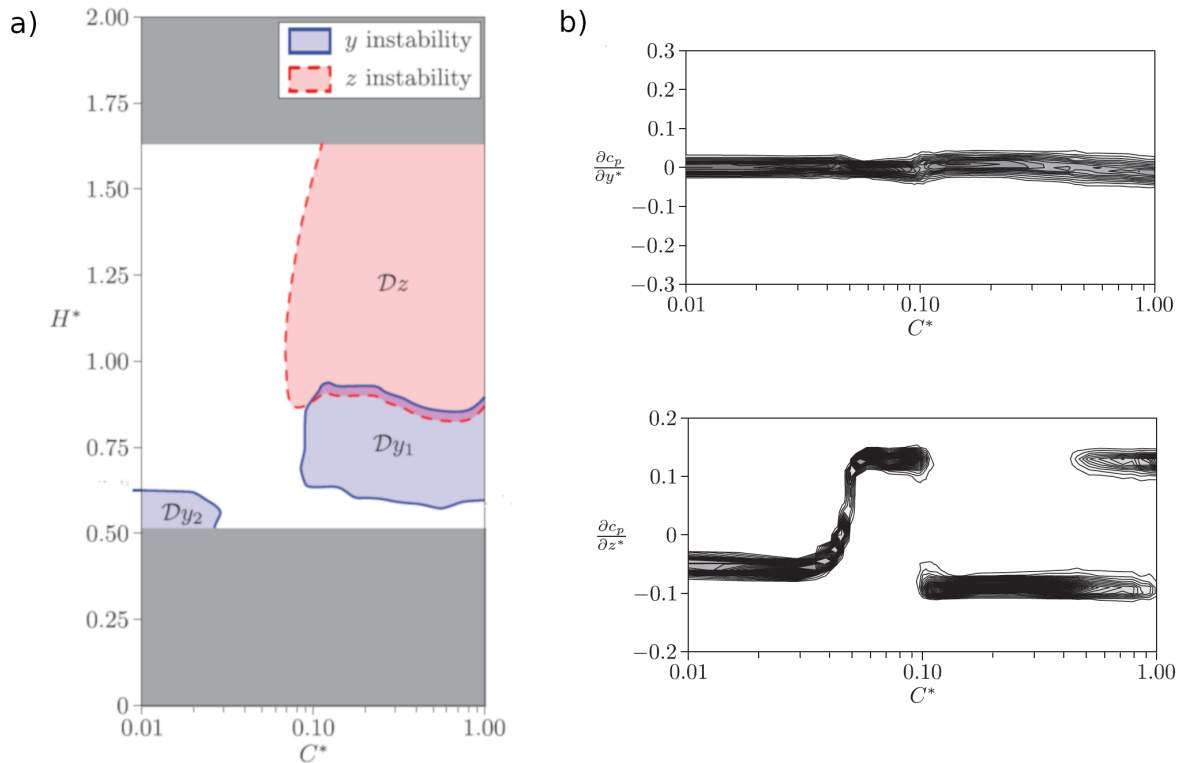 a)
2.00
1.75
1.50
1.25
1.00
0.75
0.50
0.25
0
H*
y instability
z instability
𝒟z
𝒟y₁
𝒟y₂
0.01
0.10
1.00
C*
b)
0.3
0.2
0.1
0
−0.1
−0.2
−0.3
∂cₚ
∂y*
0.01
0.10
1.00
C*
0.2
0.1
0
−0.1
−0.2
∂cₚ
∂z*
0.01
0.10
1.00
C*